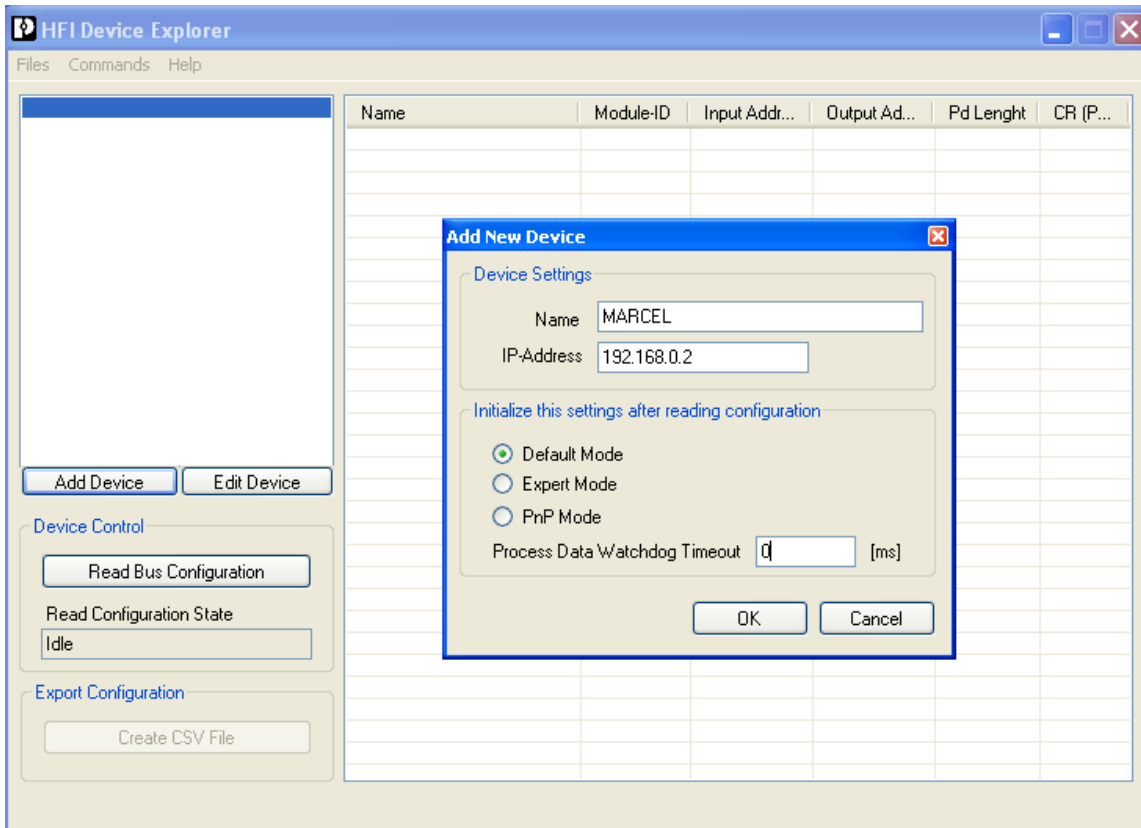 HFI Device Explorer
Files Commands Help
Name Module-ID Input Addr... Output Ad... Pd Lenght CR (P...
Add New Device
Device Settings
Name MARCEL
IP-Address 192.168.0.2
Initialize this settings after reading configuration
Default Mode
Expert Mode
PnP Mode
Process Data Watchdog Timeout 0 [ms]
OK Cancel
Add Device Edit Device
Device Control
Read Bus Configuration
Read Configuration State
Idle
Export Configuration
Create CSV File